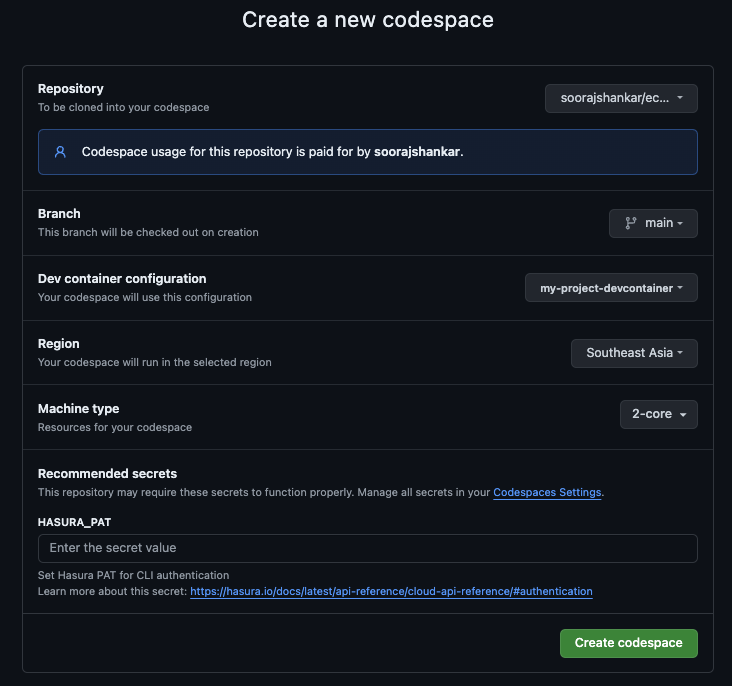 Create a new codespace
Repository
To be cloned into your codespace
soorajshankar/ec...
Codespace usage for this repository is paid for by soorajshankar.
Branch
This branch will be checked out on creation
main
Dev container configuration
Your codespace will use this configuration
my-project-devcontainer
Region
Your codespace will run in the selected region
Southeast Asia
Machine type
Resources for your codespace
2-core
Recommended secrets
This repository may require these secrets to function properly. Manage all secrets in your Codespaces Settings.
HASURA_PAT
Enter the secret value
Set Hasura PAT for CLI authentication
Learn more about this secret: https://hasura.io/docs/latest/api-reference/cloud-api-reference/#authentication
Create codespace